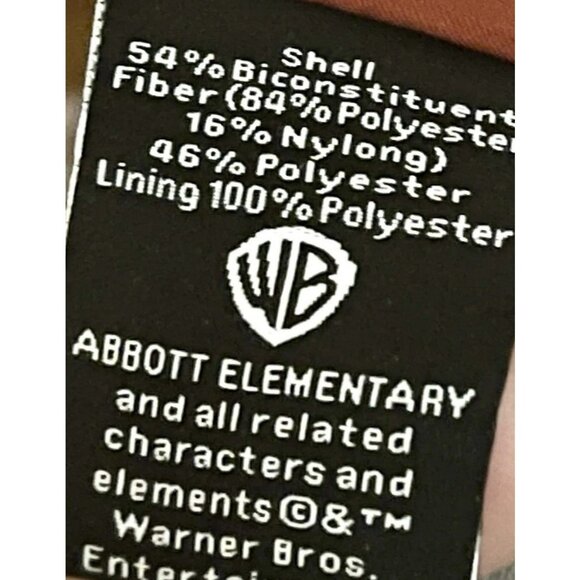 Shell
54% Biconstituent
Fiber (84% Polyester
16% Nylong)
46% Polyester
Lining 100% Polyester
WB
ABBOTT ELEMENTARY
and all related
characters and
elements©&™
Warner Bros.